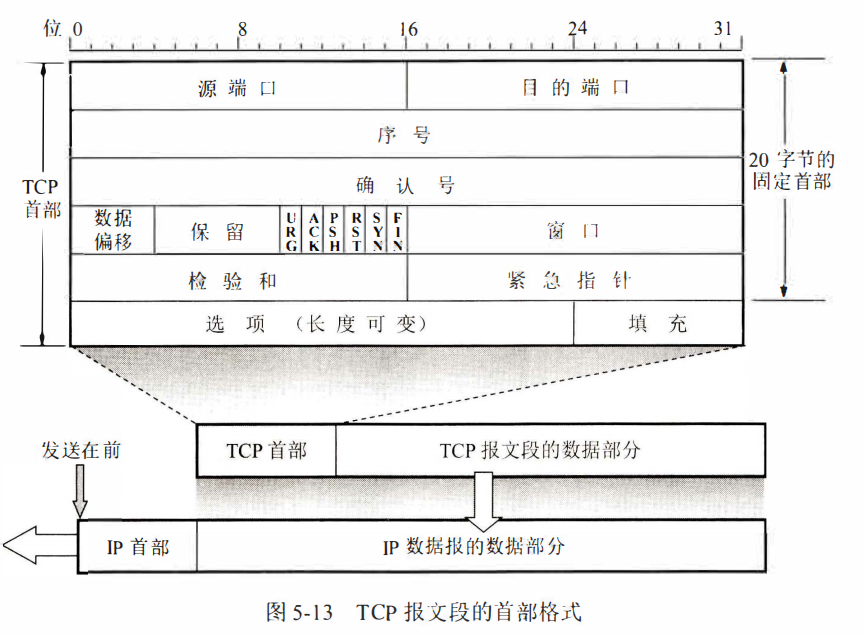 位 0 8 16 24 31
源端口 目的端口
序号
确认号
TCP
首部
20 字节的
固定首部
数据
偏移
保留
URG
ACK
PSH
RST
SYN
FIN
窗口
检验和 紧急指针
选项 (长度可变) 填充
发送在前
TCP 首部 TCP 报文段的数据部分
IP 首部 IP 数据报的数据部分
图 5-13 TCP 报文段的首部格式